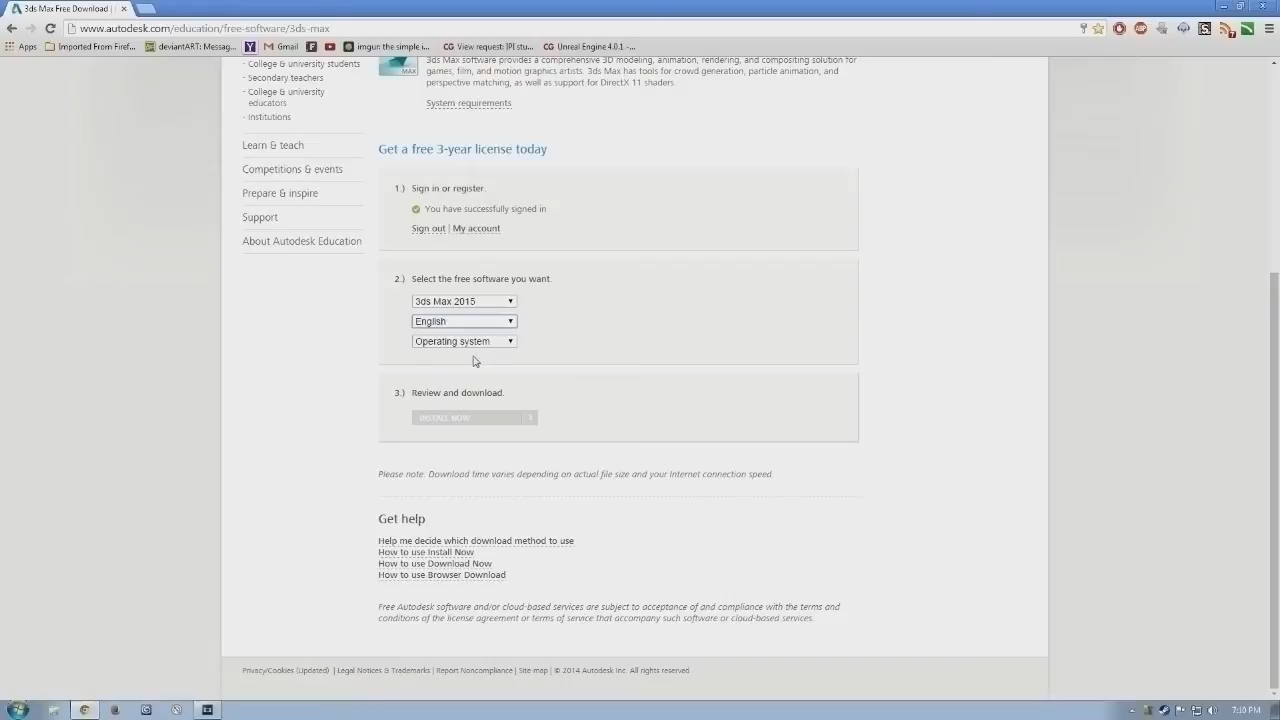 3ds Max Free Download |
www.autodesk.com/education/free-software/3ds-max
Apps
Imported From Firef...
deviantART: Messag...
Gmail
imgur: the simple i...
View request: IPI stu...
Unreal Engine 4.0.1 -...
- College & university students
- Secondary teachers
- College & university
educators
- Institutions
Learn & teach
Competitions & events
Prepare & inspire
Support
About Autodesk Education
MAX
3ds Max software provides a comprehensive 3D modeling, animation, rendering, and compositing solution for
games, film, and motion graphics artists. 3ds Max has tools for crowd generation, particle animation, and
perspective matching, as well as support for DirectX 11 shaders.
System requirements
Get a free 3-year license today
1.) Sign in or register.
You have successfully signed in
Sign out | My account
2.) Select the free software you want.
3ds Max 2015
English
Operating system
3.) Review and download.
INSTALL NOW
Please note: Download time varies depending on actual file size and your Internet connection speed.
Get help
Help me decide which download method to use
How to use Install Now
How to use Download Now
How to use Browser Download
Free Autodesk software and/or cloud-based services are subject to acceptance of and compliance with the terms and
conditions of the license agreement or terms of service that accompany such software or cloud-based services.
Privacy/Cookies (Updated) | Legal Notices & Trademarks | Report Noncompliance | Site map | © 2014 Autodesk Inc. All rights reserved
7:10 PM